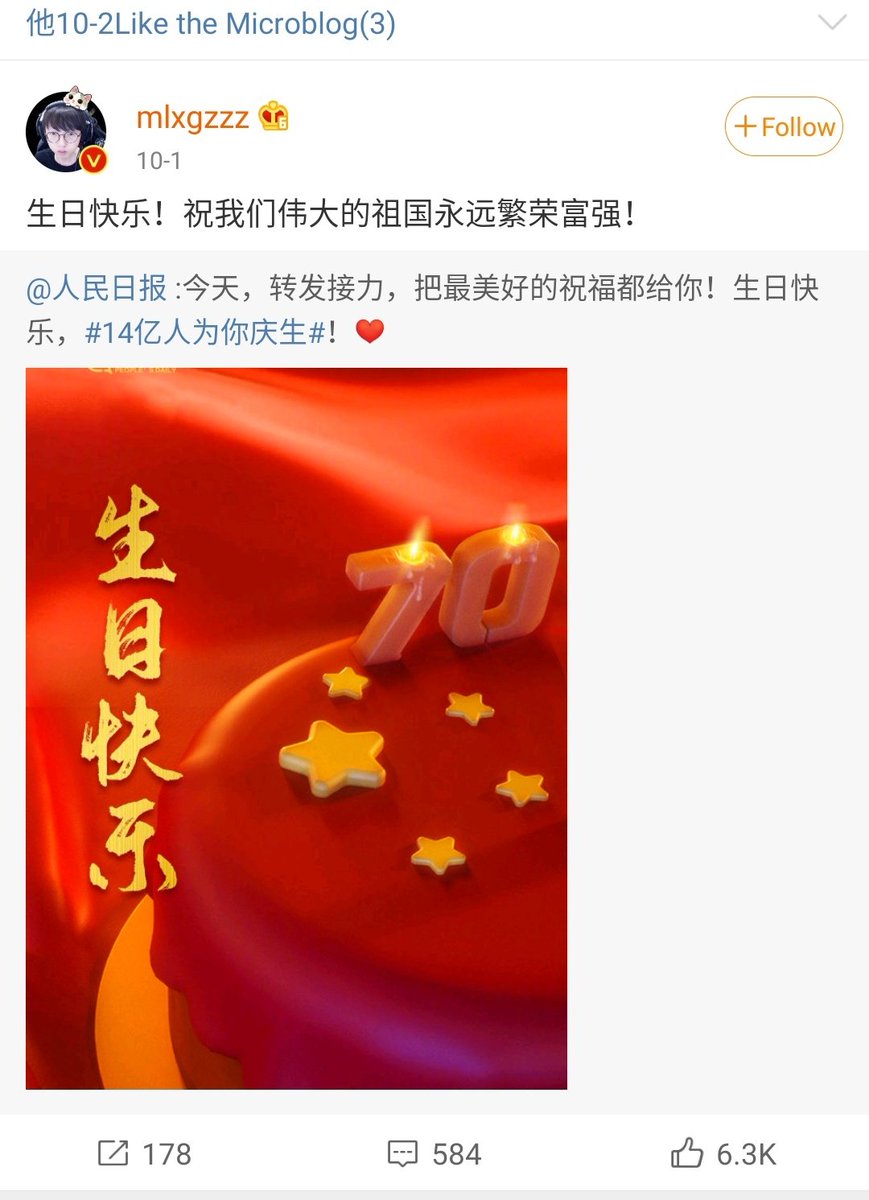 他10-2Like the Microblog(3)
mlxgzzz
6
+Follow
10-1
生日快乐！祝我们伟大的祖国永远繁荣富强！
@人民日报 :今天，转发接力，把最美好的祝福都给你！生日快
乐，#14亿人为你庆生#！❤️
PEOPLE'S DAILY
生日快乐
70
178
584
6.3K